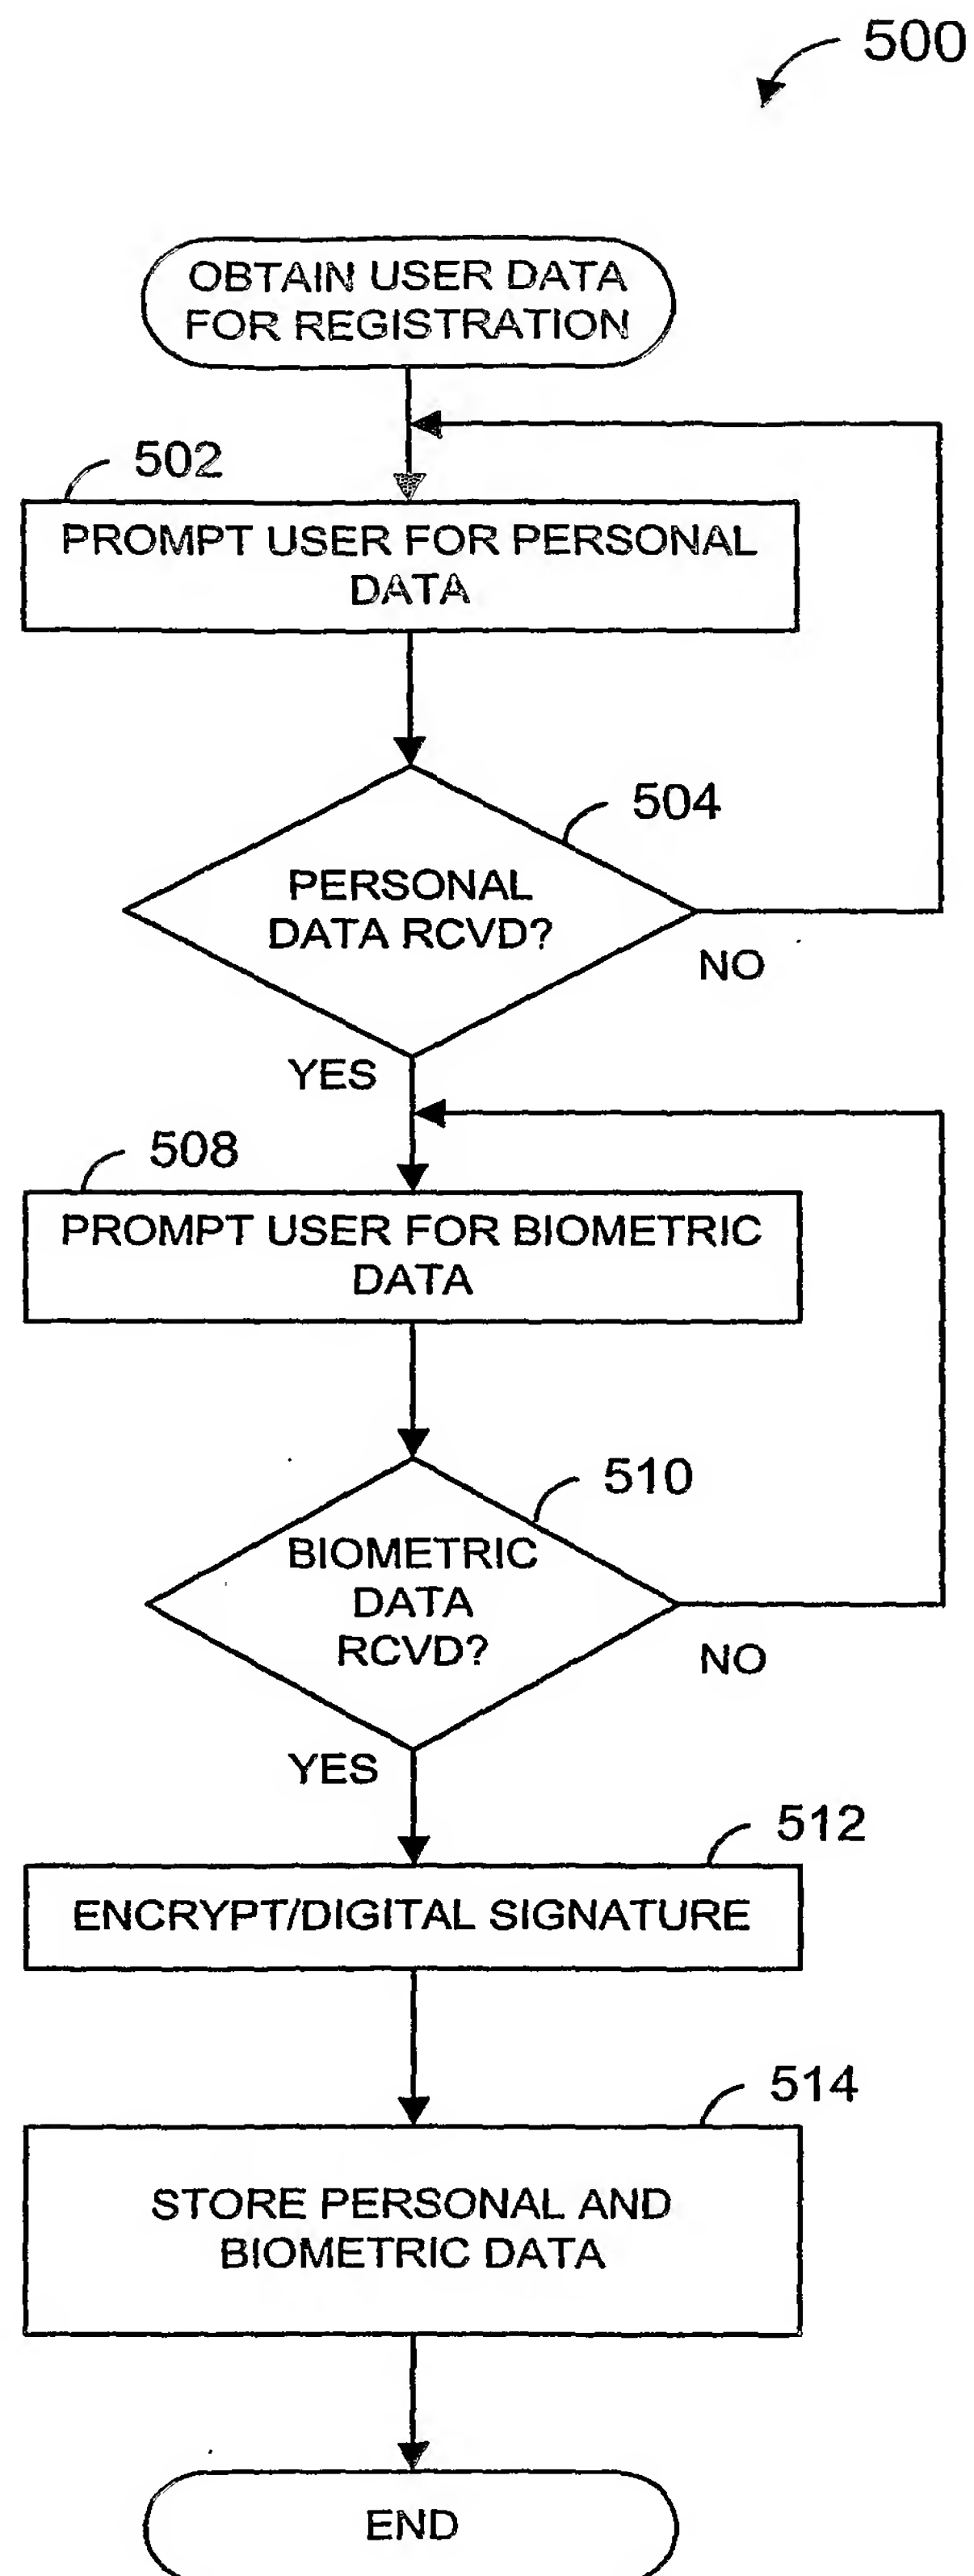 500
OBTAIN USER DATA
FOR REGISTRATION
502
PROMPT USER FOR PERSONAL
DATA
504
PERSONAL
DATA RCVD?
NO
YES
508
PROMPT USER FOR BIOMETRIC
DATA
510
BIOMETRIC
DATA
RCVD?
NO
YES
512
ENCRYPT/DIGITAL SIGNATURE
514
STORE PERSONAL AND
BIOMETRIC DATA
END